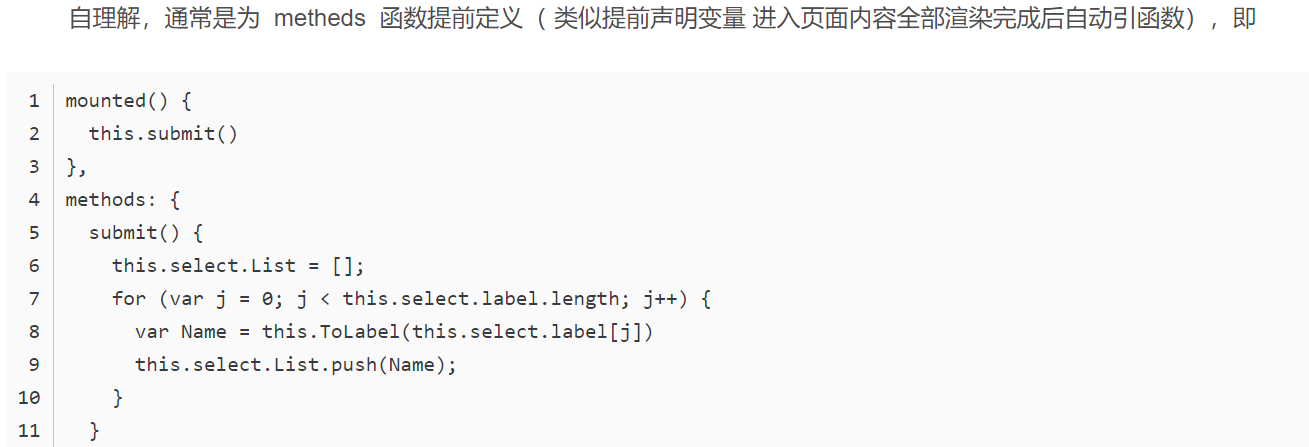 自理解，通常是为 metheds 函数提前定义（ 类似提前声明变量 进入页面内容全部渲染完成后自动引函数），即
1 mounted() {
2   this.submit()
3 },
4 methods: {
5   submit() {
6     this.select.List = [];
7     for (var j = 0; j < this.select.label.length; j++) {
8       var Name = this.ToLabel(this.select.label[j])
9       this.select.List.push(Name);
10     }
11   }